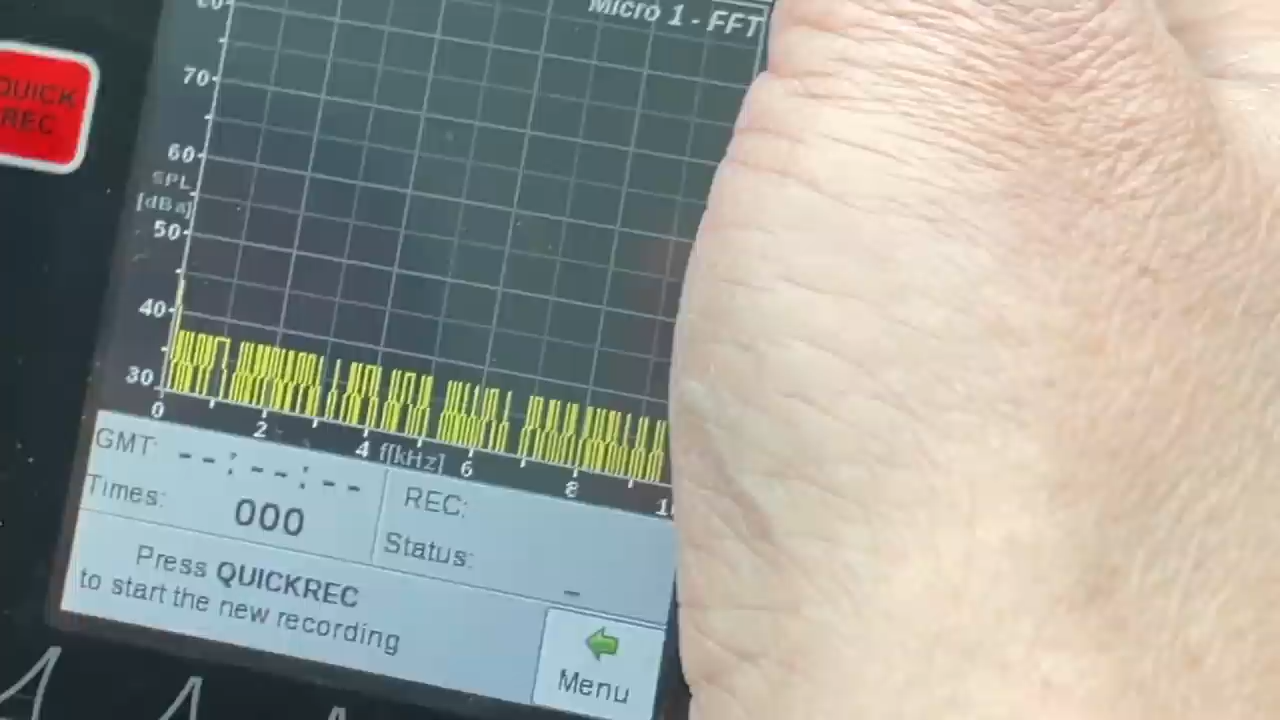 Micro 1 - FFT
QUICK
REC
80
70
60
SPL
[dBa]
50
40
30
0 2 4 f[kHz] 6 8
GMT: --:--:--
REC:
Times: 000
Status:
--
Press QUICKREC
to start the new recording
Menu